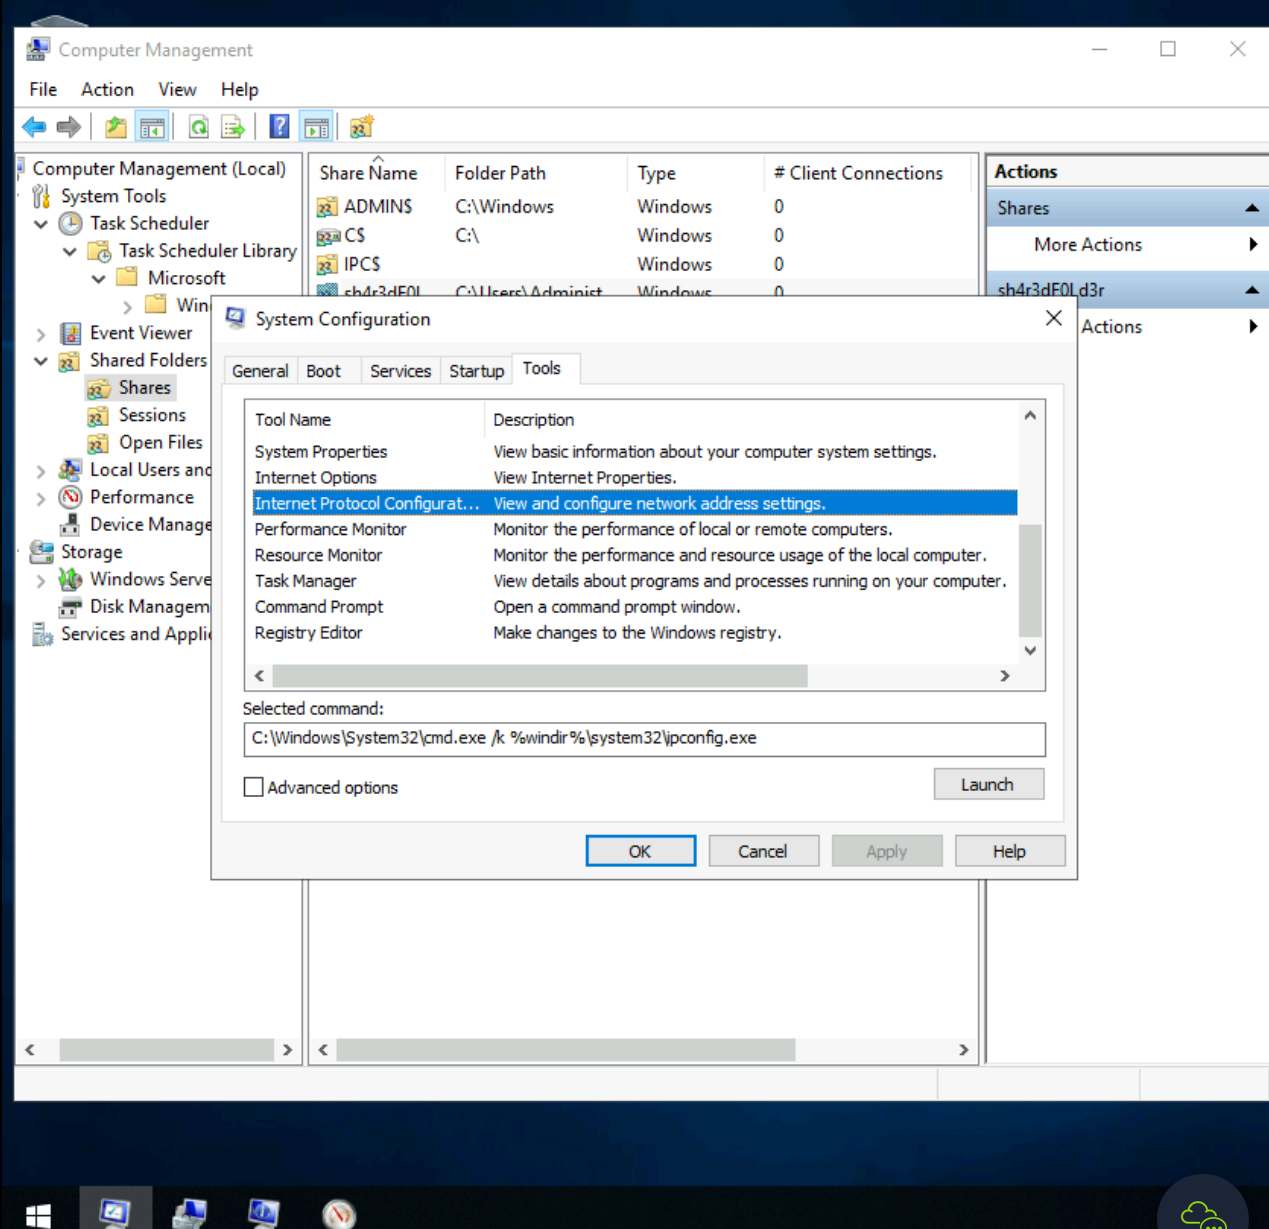 Computer Management
File Action View Help
Computer Management (Local)
System Tools
Task Scheduler
Task Scheduler Library
Microsoft
Win
Event Viewer
Shared Folders
Shares
Sessions
Open Files
Local Users and
Performance
Device Manage
Storage
Windows Serve
Disk Managem
Services and Applic
Share Name Folder Path Type # Client Connections
ADMIN$ C:\Windows Windows 0
C$ C:\ Windows 0
IPC$ Windows 0
sh4r3dF0L C:\Users\Administ Windows 0
Actions
Shares
More Actions
sh4r3dF0Ld3r
Actions
System Configuration
General Boot Services Startup Tools
Tool Name Description
System Properties View basic information about your computer system settings.
Internet Options View Internet Properties.
Internet Protocol Configurat... View and configure network address settings.
Performance Monitor Monitor the performance of local or remote computers.
Resource Monitor Monitor the performance and resource usage of the local computer.
Task Manager View details about programs and processes running on your computer.
Command Prompt Open a command prompt window.
Registry Editor Make changes to the Windows registry.
Selected command:
C:\Windows\System32\cmd.exe /k %windir%\system32\ipconfig.exe
Advanced options
Launch
OK Cancel Apply Help